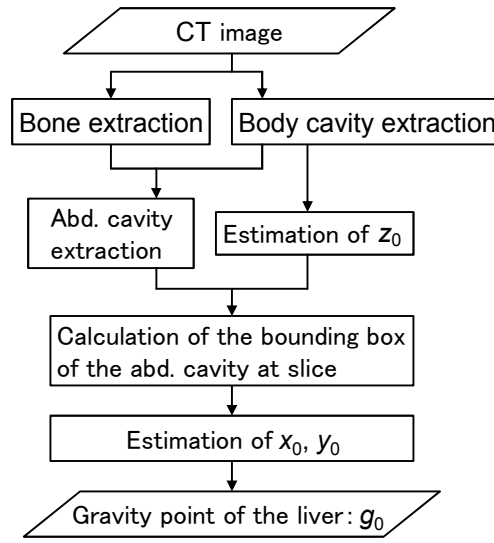 CT image
Bone extraction
Body cavity extraction
Abd. cavity
extraction
Estimation of z₀
Calculation of the bounding box
of the abd. cavity at slice
Estimation of x₀, y₀
Gravity point of the liver: g₀